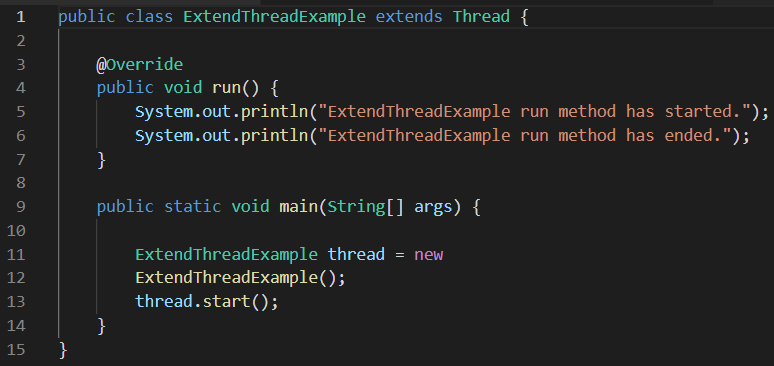 1 public class ExtendThreadExample extends Thread {
2
3     @Override
4     public void run() {
5         System.out.println("ExtendThreadExample run method has started.");
6         System.out.println("ExtendThreadExample run method has ended.");
7     }
8
9     public static void main(String[] args) {
10
11         ExtendThreadExample thread = new
12         ExtendThreadExample();
13         thread.start();
14     }
15 }